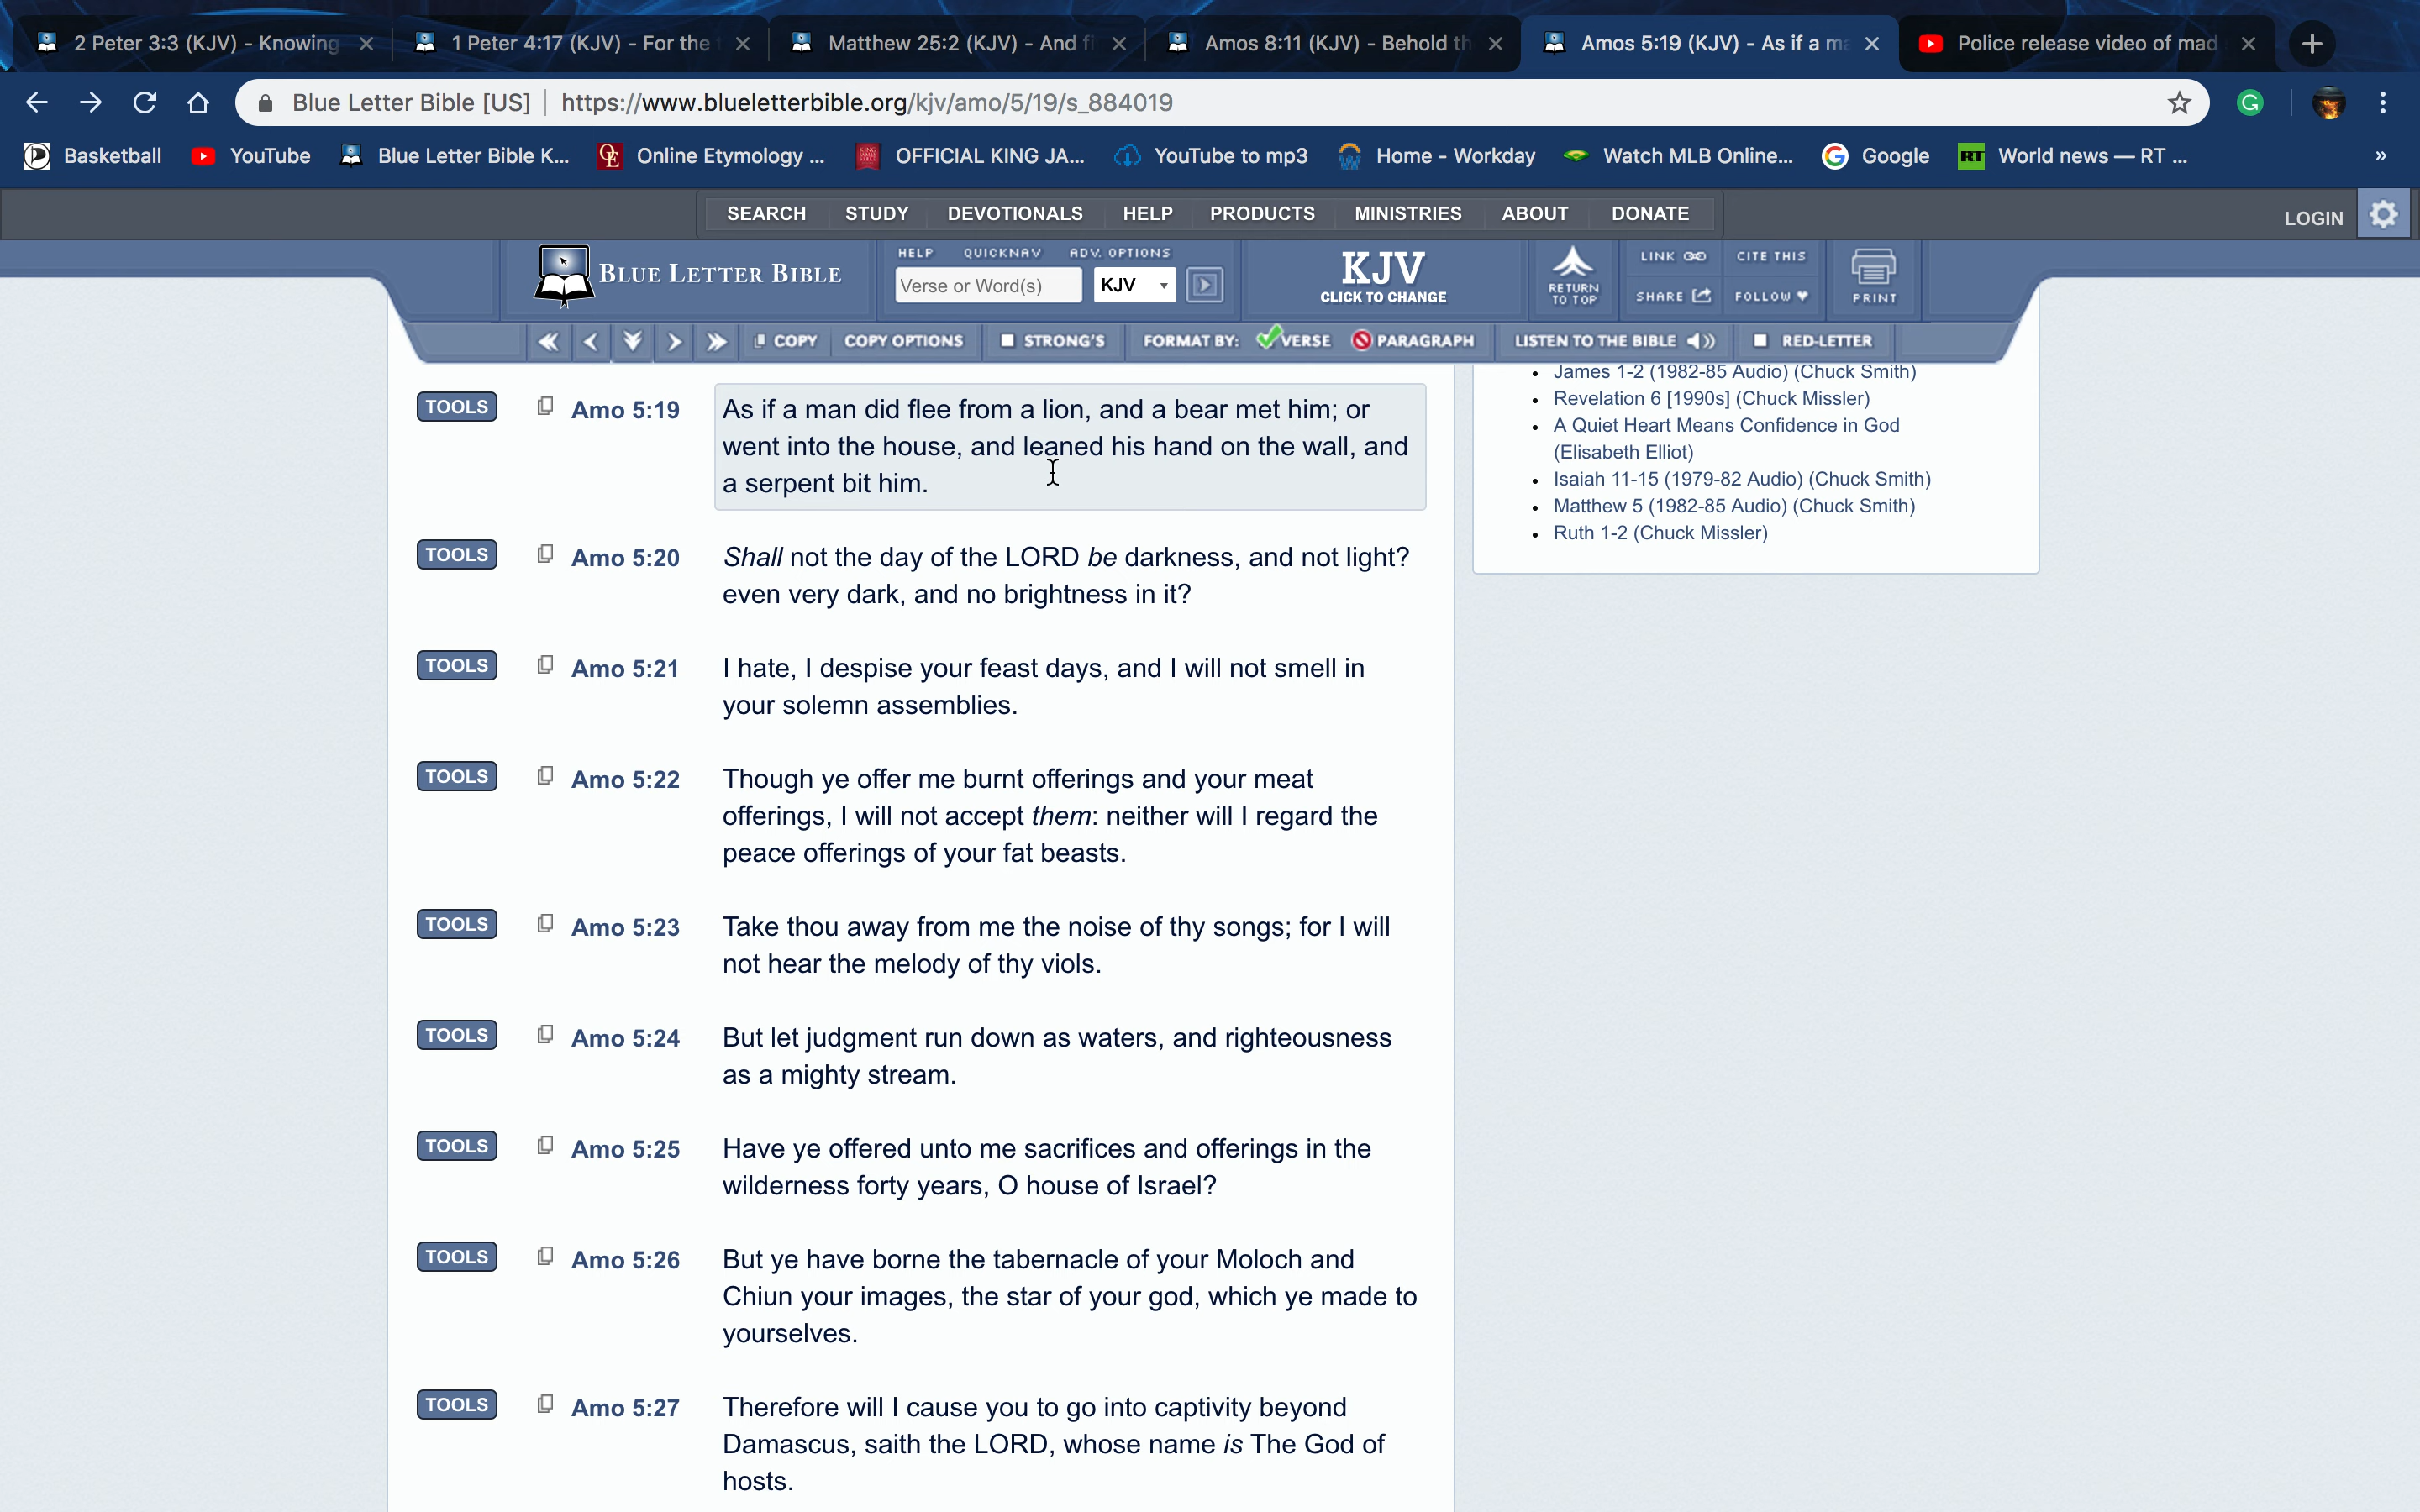 2 Peter 3:3 (KJV) - Knowing
1 Peter 4:17 (KJV) - For the
Matthew 25:2 (KJV) - And fi
Amos 8:11 (KJV) - Behold th
Amos 5:19 (KJV) - As if a ma
Police release video of mad
Blue Letter Bible [US] https://www.blueletterbible.org/kjv/amo/5/19/s_884019
Basketball YouTube Blue Letter Bible K... Online Etymology ... OFFICIAL KING JA... YouTube to mp3 Home - Workday Watch MLB Online... Google World news — RT ... »
SEARCH STUDY DEVOTIONALS HELP PRODUCTS MINISTRIES ABOUT DONATE LOGIN
HELP QUICKNAV ADV. OPTIONS
BLUE LETTER BIBLE
Verse or Word(s) KJV
KJV
CLICK TO CHANGE
RETURN
TO TOP
LINK CITE THIS
SHARE FOLLOW
PRINT
COPY COPY OPTIONS STRONG'S FORMAT BY: VERSE PARAGRAPH LISTEN TO THE BIBLE RED-LETTER
TOOLS Amo 5:19 As if a man did flee from a lion, and a bear met him; or
went into the house, and leaned his hand on the wall, and
a serpent bit him.
TOOLS Amo 5:20 Shall not the day of the LORD be darkness, and not light?
even very dark, and no brightness in it?
TOOLS Amo 5:21 I hate, I despise your feast days, and I will not smell in
your solemn assemblies.
TOOLS Amo 5:22 Though ye offer me burnt offerings and your meat
offerings, I will not accept them: neither will I regard the
peace offerings of your fat beasts.
TOOLS Amo 5:23 Take thou away from me the noise of thy songs; for I will
not hear the melody of thy viols.
TOOLS Amo 5:24 But let judgment run down as waters, and righteousness
as a mighty stream.
TOOLS Amo 5:25 Have ye offered unto me sacrifices and offerings in the
wilderness forty years, O house of Israel?
TOOLS Amo 5:26 But ye have borne the tabernacle of your Moloch and
Chiun your images, the star of your god, which ye made to
yourselves.
TOOLS Amo 5:27 Therefore will I cause you to go into captivity beyond
Damascus, saith the LORD, whose name is The God of
hosts.
• James 1-2 (1982-85 Audio) (Chuck Smith)
• Revelation 6 [1990s] (Chuck Missler)
• A Quiet Heart Means Confidence in God
(Elisabeth Elliot)
• Isaiah 11-15 (1979-82 Audio) (Chuck Smith)
• Matthew 5 (1982-85 Audio) (Chuck Smith)
• Ruth 1-2 (Chuck Missler)